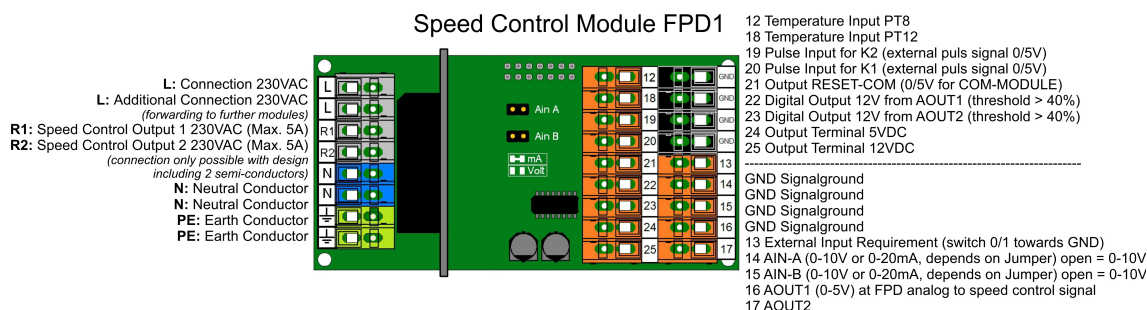 Speed Control Module FPD1
L: Connection 230VAC
L: Additional Connection 230VAC
(forwarding to further modules)
R1: Speed Control Output 1 230VAC (Max. 5A)
R2: Speed Control Output 2 230VAC (Max. 5A)
(connection only possible with design
including 2 semi-conductors)
N: Neutral Conductor
N: Neutral Conductor
PE: Earth Conductor
PE: Earth Conductor
L
L
R1
R2
N
N
Ain A
Ain B
mA
Volt
12 GND
18 GND
19 GND
20 GND
21 13
22 14
23 15
24 16
25 17
12 Temperature Input PT8
18 Temperature Input PT12
19 Pulse Input for K2 (external puls signal 0/5V)
20 Pulse Input for K1 (external puls signal 0/5V)
21 Output RESET-COM (0/5V for COM-MODULE)
22 Digital Output 12V from AOUT1 (threshold > 40%)
23 Digital Output 12V from AOUT2 (threshold > 40%)
24 Output Terminal 5VDC
25 Output Terminal 12VDC
GND Signalground
GND Signalground
GND Signalground
GND Signalground
13 External Input Requirement (switch 0/1 towards GND)
14 AIN-A (0-10V or 0-20mA, depends on Jumper) open = 0-10V
15 AIN-B (0-10V or 0-20mA, depends on Jumper) open = 0-10V
16 AOUT1 (0-5V) at FPD analog to speed control signal
17 AOUT2